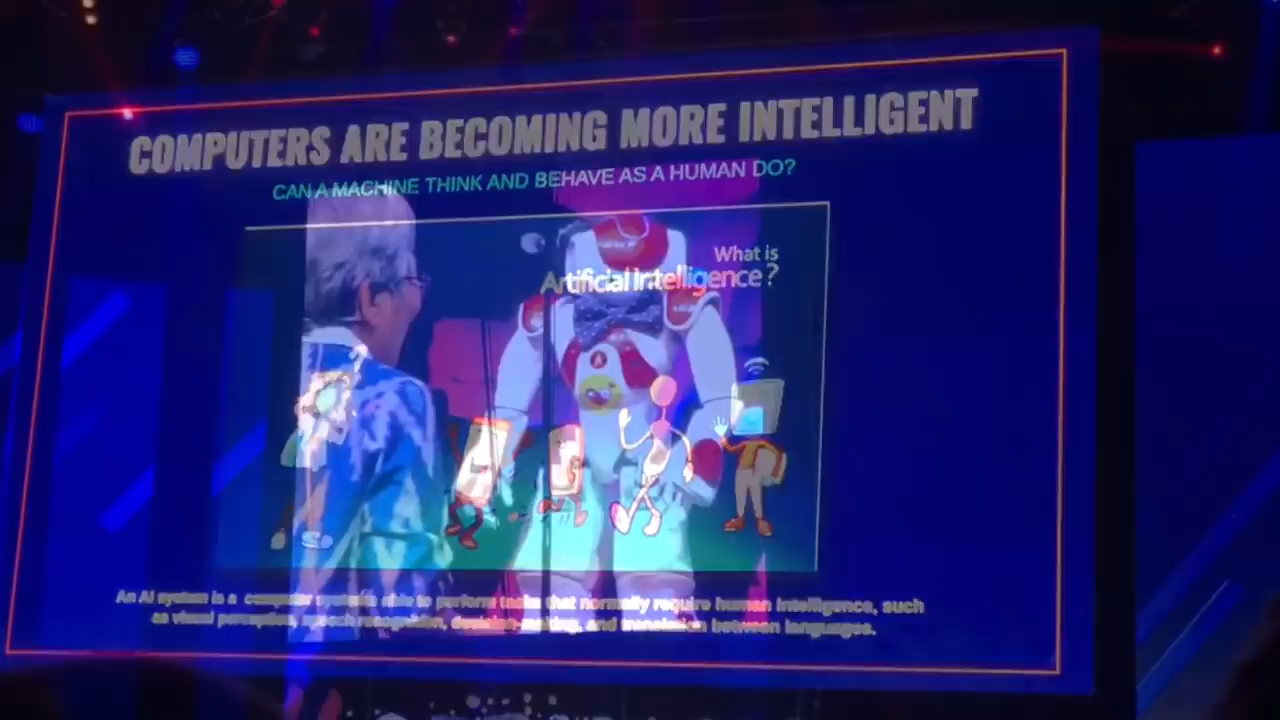 COMPUTERS ARE BECOMING MORE INTELLIGENT
CAN A MACHINE THINK AND BEHAVE AS A HUMAN DO?
What is
Artificial Intelligence?
An AI system is a computer system able to perform tasks that normally require human intelligence, such
as visual perception, speech recognition, decision-making, and translation between languages.